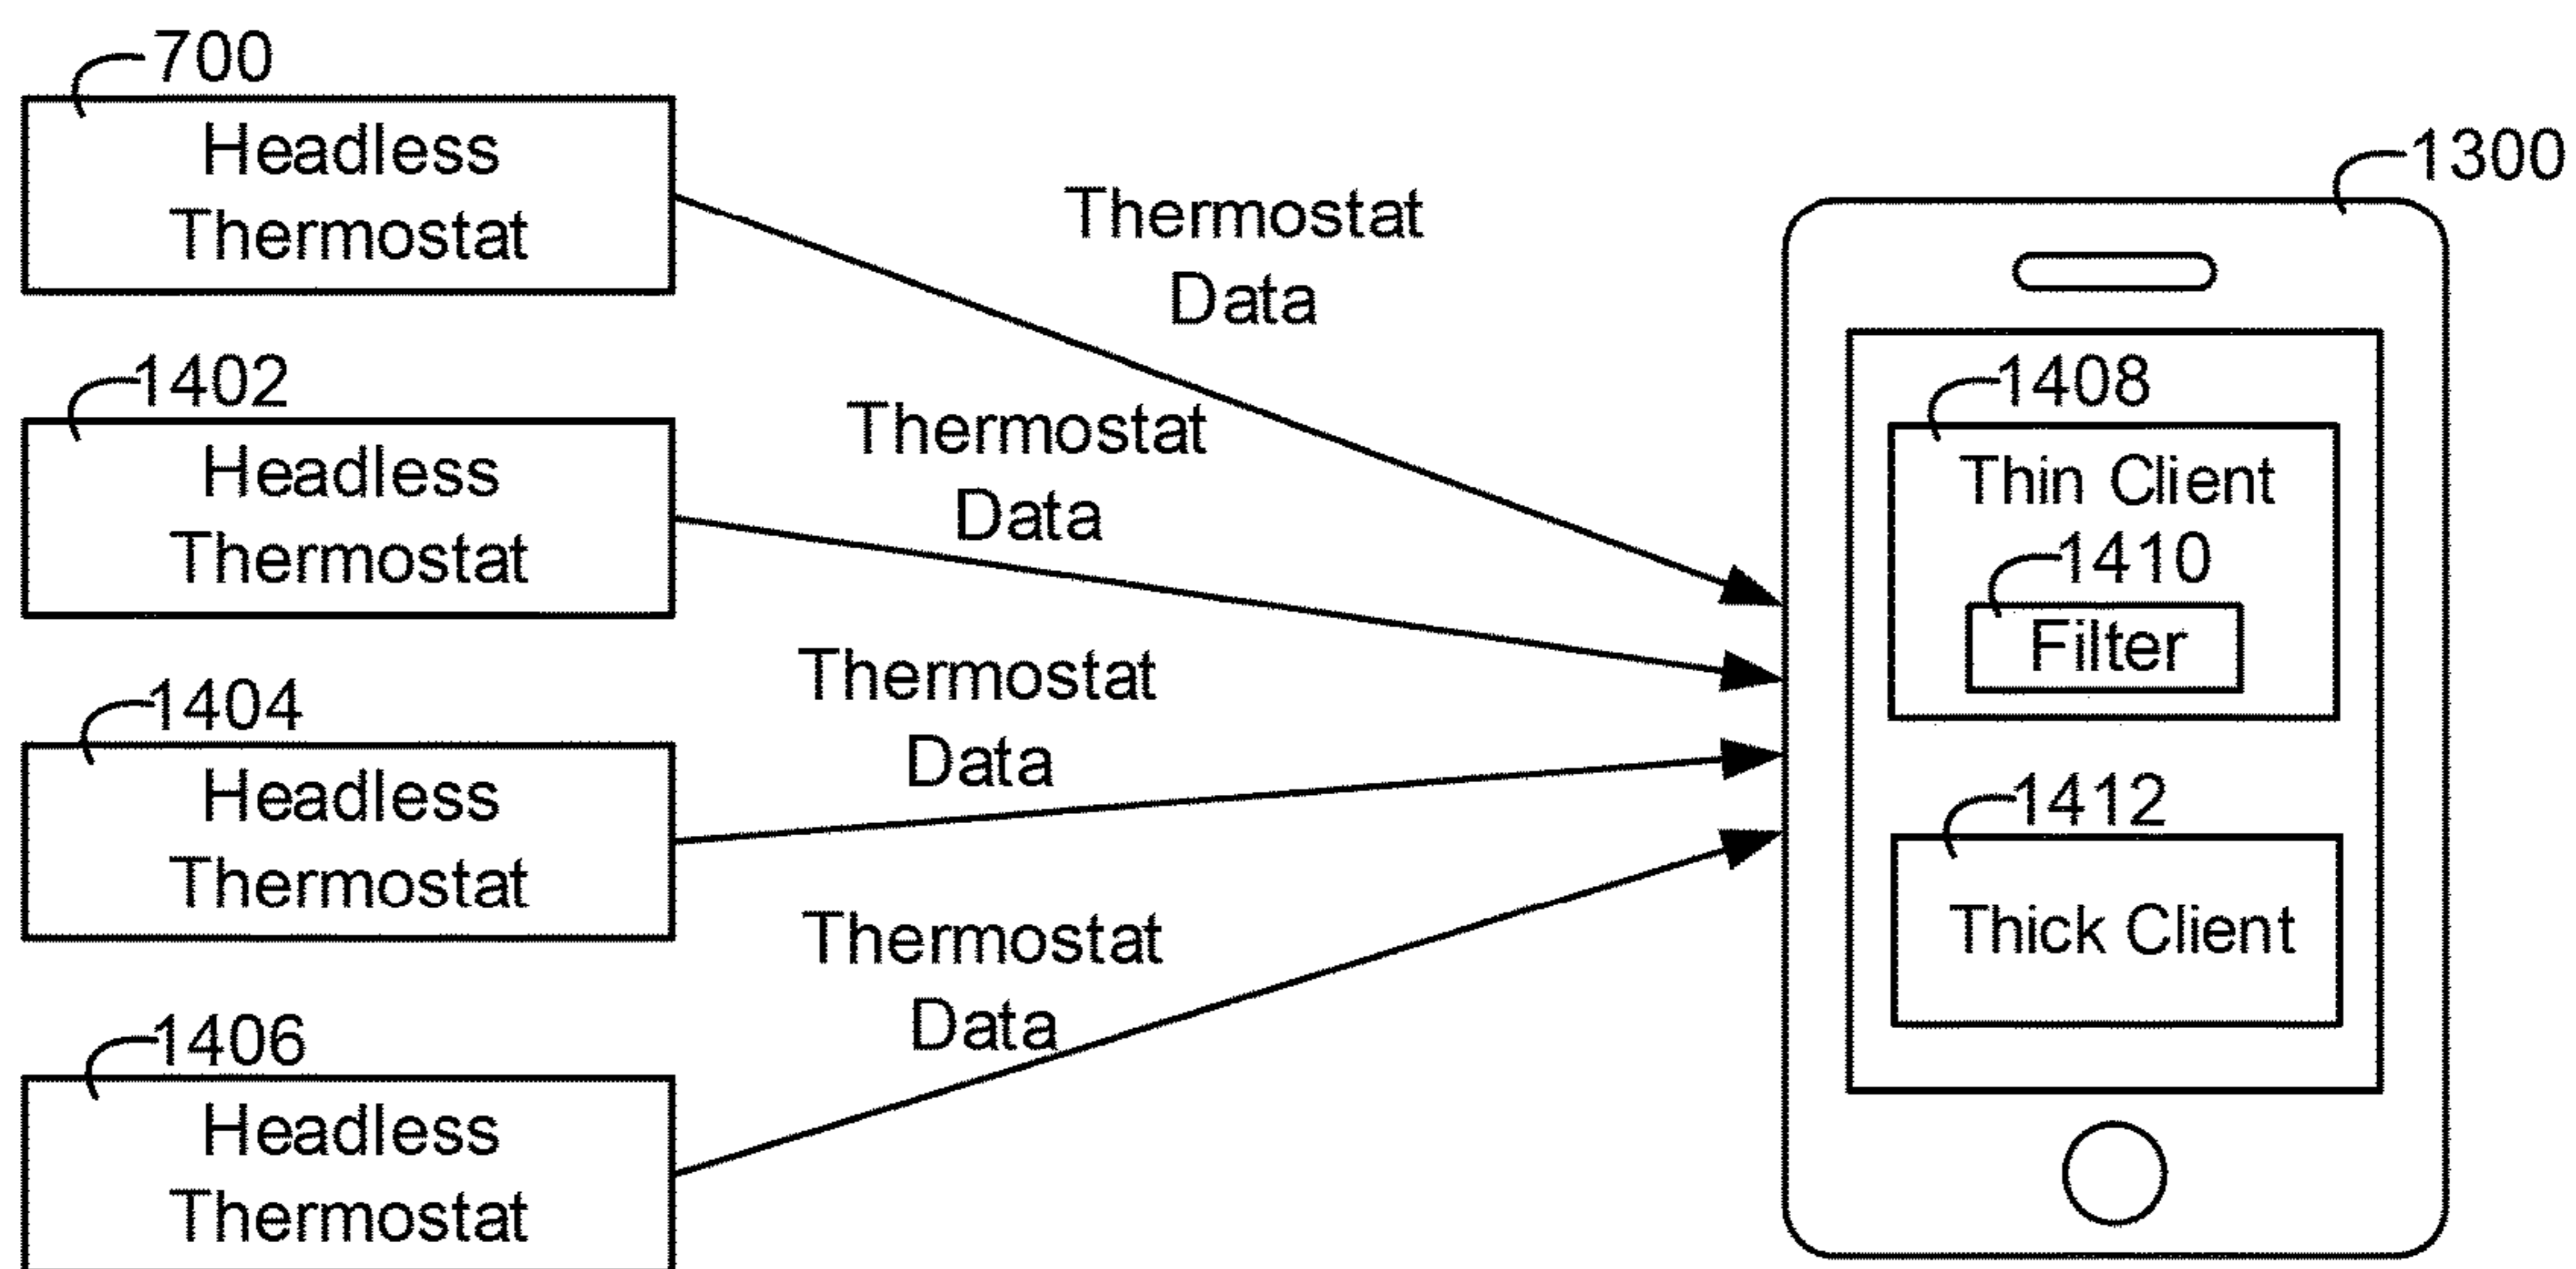 700
Headless
Thermostat
1402
Headless
Thermostat
1404
Headless
Thermostat
1406
Headless
Thermostat
Thermostat
Data
Thermostat
Data
Thermostat
Data
Thermostat
Data
1300
1408
Thin Client
1410
Filter
1412
Thick Client